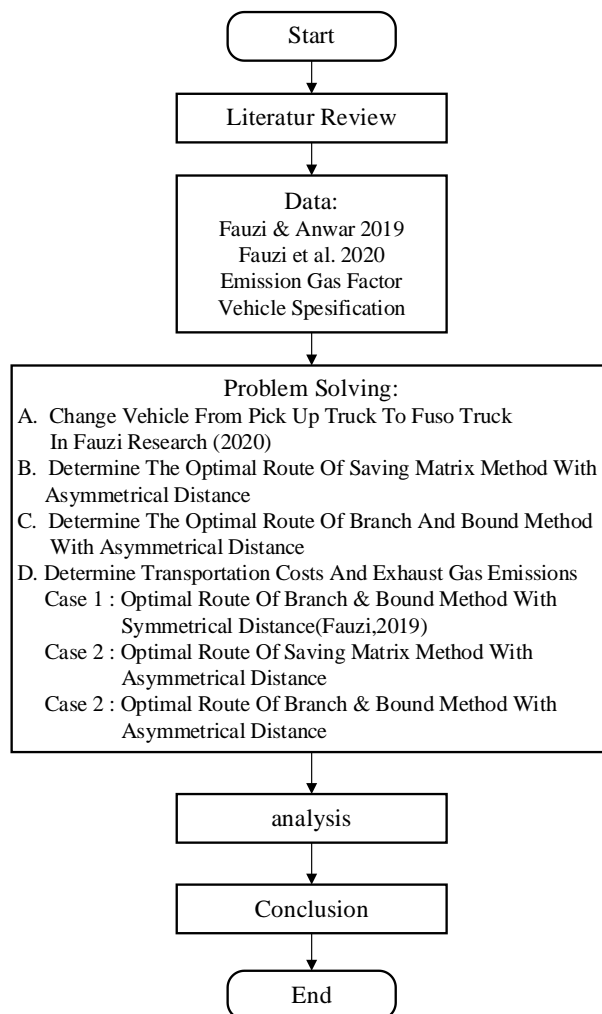 Start
Literatur Review
Data:
Fauzi & Anwar 2019
Fauzi et al. 2020
Emission Gas Factor
Vehicle Spesification
Problem Solving:
A. Change Vehicle From Pick Up Truck To Fuso Truck
In Fauzi Research (2020)
B. Determine The Optimal Route Of Saving Matrix Method With
Asymmetrical Distance
C. Determine The Optimal Route Of Branch And Bound Method
With Asymmetrical Distance
D. Determine Transportation Costs And Exhaust Gas Emissions
Case 1 : Optimal Route Of Branch & Bound Method With
Symmetrical Distance(Fauzi,2019)
Case 2 : Optimal Route Of Saving Matrix Method With
Asymmetrical Distance
Case 2 : Optimal Route Of Branch & Bound Method With
Asymmetrical Distance
analysis
Conclusion
End